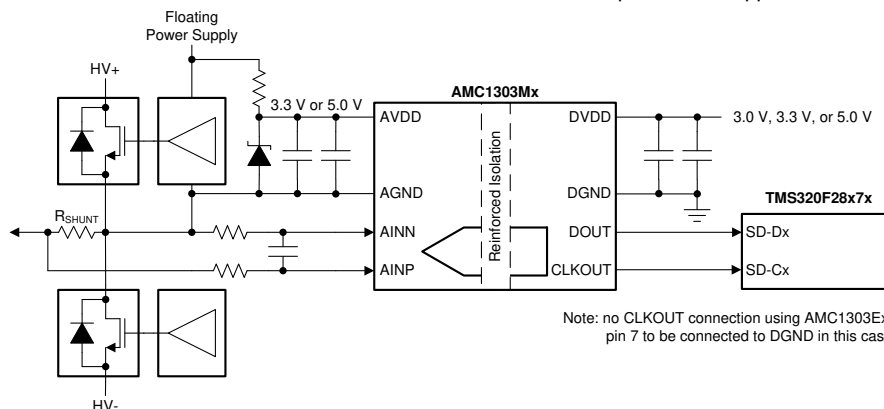 Floating
Power Supply
HV+
AMC1303Mx
3.3 V or 5.0 V
AVDD
DVDD
3.0 V, 3.3 V, or 5.0 V
Reinforced Isolation
AGND
DGND
TMS320F28x7x
RSHUNT
AINN
DOUT
SD-Dx
AINP
CLKOUT
SD-Cx
Note: no CLKOUT connection using AMC1303Ex
pin 7 to be connected to DGND in this cas
HV-